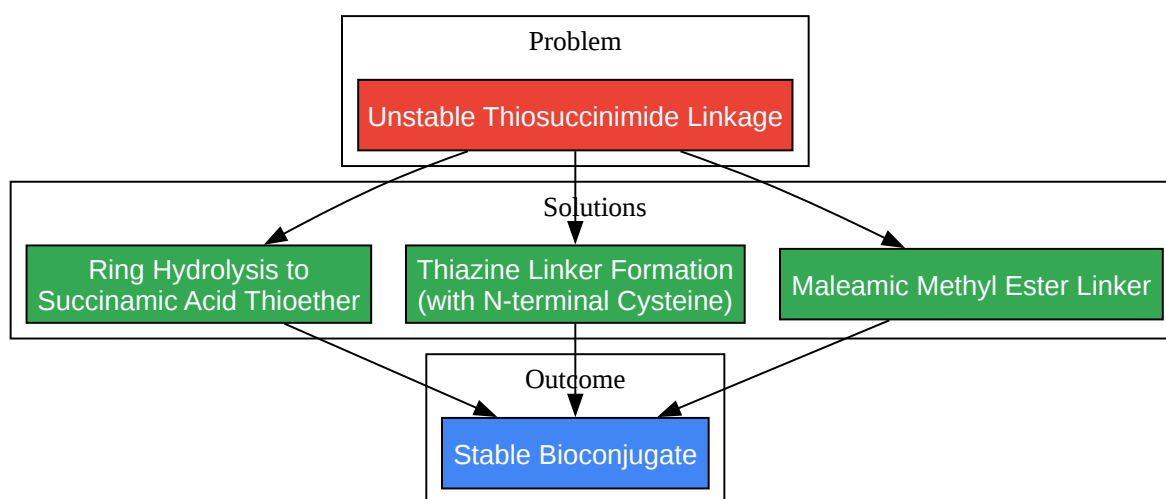 Problem
Unstable Thiosuccinimide Linkage
Solutions
Ring Hydrolysis to
Succinamic Acid Thioether
Thiazine Linker Formation
(with N-terminal Cysteine)
Maleamic Methyl Ester Linker
Outcome
Stable Bioconjugate